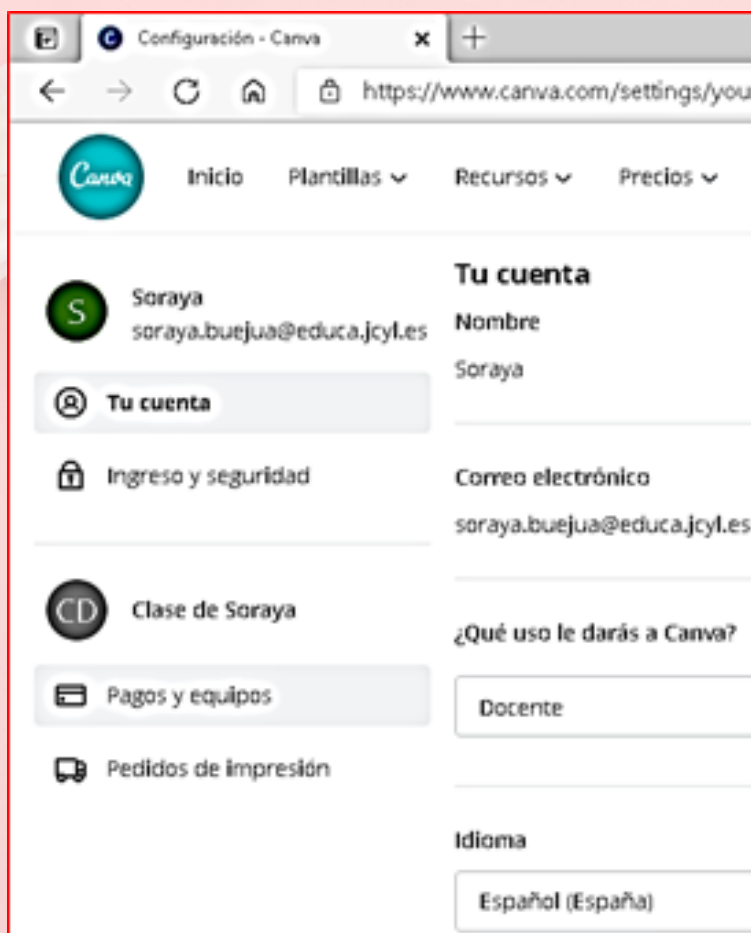 Configuración - Canva
https://www.canva.com/settings/you
Canva
Inicio Plantillas Recursos Precios
S
Soraya
soraya.buejua@educa.jcyl.es
Tu cuenta
Ingreso y seguridad
CD
Clase de Soraya
Pagos y equipos
Pedidos de impresión
Tu cuenta
Nombre
Soraya
Correo electrónico
soraya.buejua@educa.jcyl.es
¿Qué uso le darás a Canva?
Docente
Idioma
Español (España)